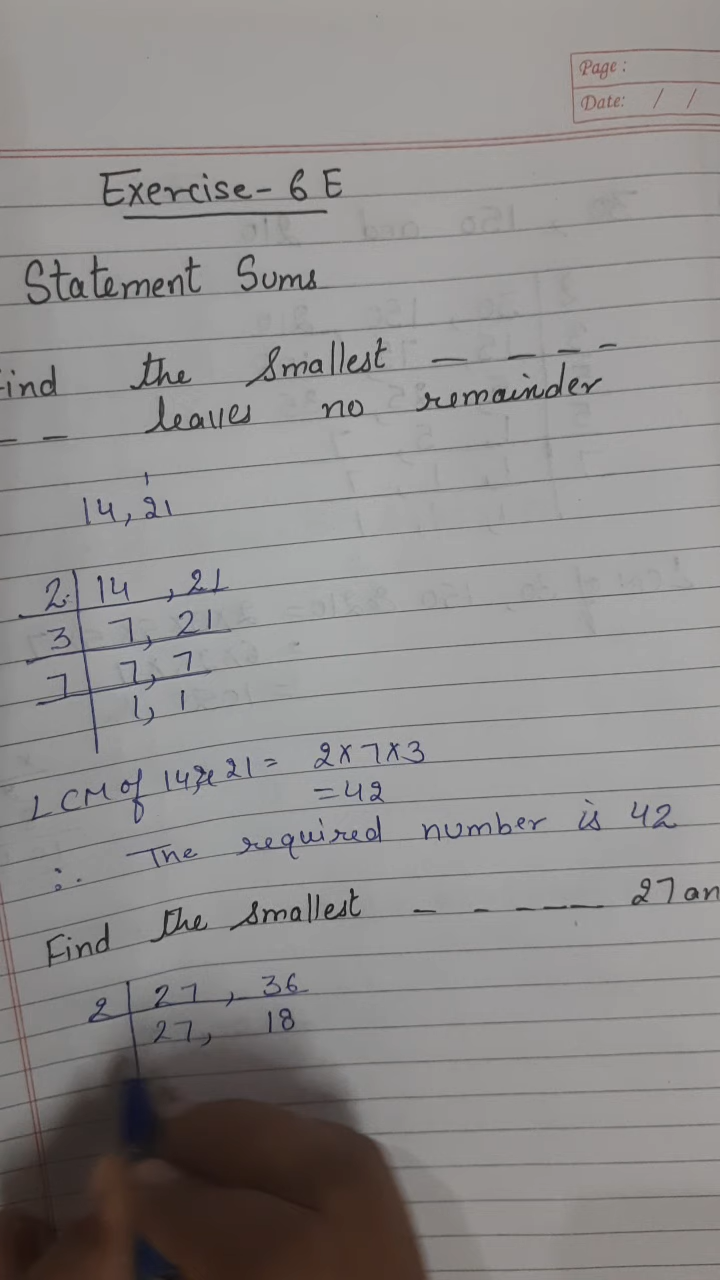 Page :
Date: / /
Exercise - 6 E
Statement Sums
Find the smallest _ _ _ _
_ _ leaves no remainder
14, 21
2 14 , 21
3 7, 21
7 7, 7
1, 1
LCM of 14 & 21 = 2 x 7 x 3
= 42
∴ The required number is 42
Find the smallest _ _ _ _ _ 27 an
2 27 , 36
27, 18